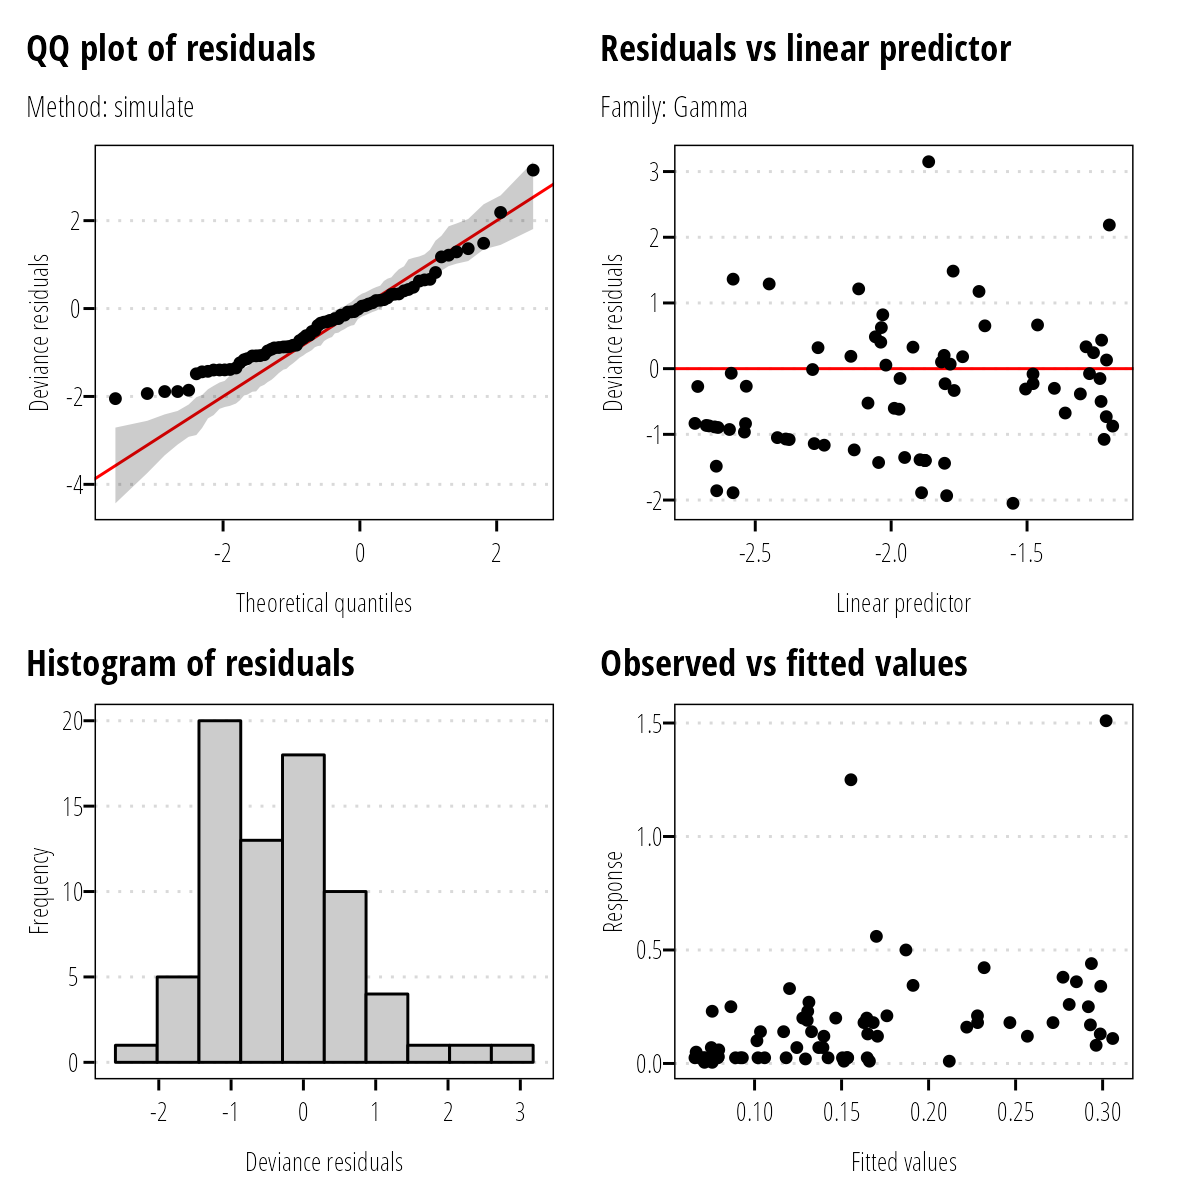 QQ plot of residuals
Method: simulate
Deviance residuals
2
0
-2
-4
-2
0
2
Theoretical quantiles
Residuals vs linear predictor
Family: Gamma
Deviance residuals
3
2
1
0
-1
-2
-2.5
-2.0
-1.5
Linear predictor
Histogram of residuals
Frequency
20
15
10
5
0
-2
-1
0
1
2
3
Deviance residuals
Observed vs fitted values
Response
1.5
1.0
0.5
0.0
0.10
0.15
0.20
0.25
0.30
Fitted values